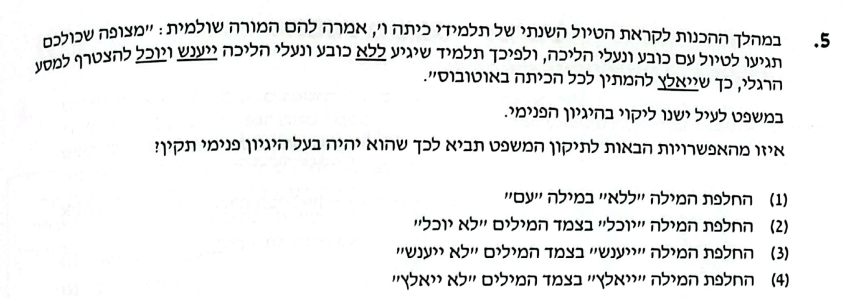 5. במהלך ההכנות לקראת הטיול השנתי של תלמידי כיתה ו', אמרה להם המורה שולמית: "מצופה שכולכם
תגיעו לטיול עם כובע ונעלי הליכה, ולפיכך תלמיד שיגיע ללא כובע ונעלי הליכה ייענש ויוכל להצטרף למסע
הרגלי, כך שייאלץ להמתין לכל הכיתה באוטובוס".
במשפט לעיל ישנו ליקוי בהיגיון הפנימי.
איזו מהאפשרויות הבאות לתיקון המשפט תביא לכך שהוא יהיה בעל היגיון פנימי תקין?
(1) החלפת המילה "ללא" במילה "עם"
(2) החלפת המילה "יוכל" בצמד המילים "לא יוכל"
(3) החלפת המילה "ייענש" בצמד המילים "לא ייענש"
(4) החלפת המילה "ייאלץ" בצמד המילים "לא ייאלץ"